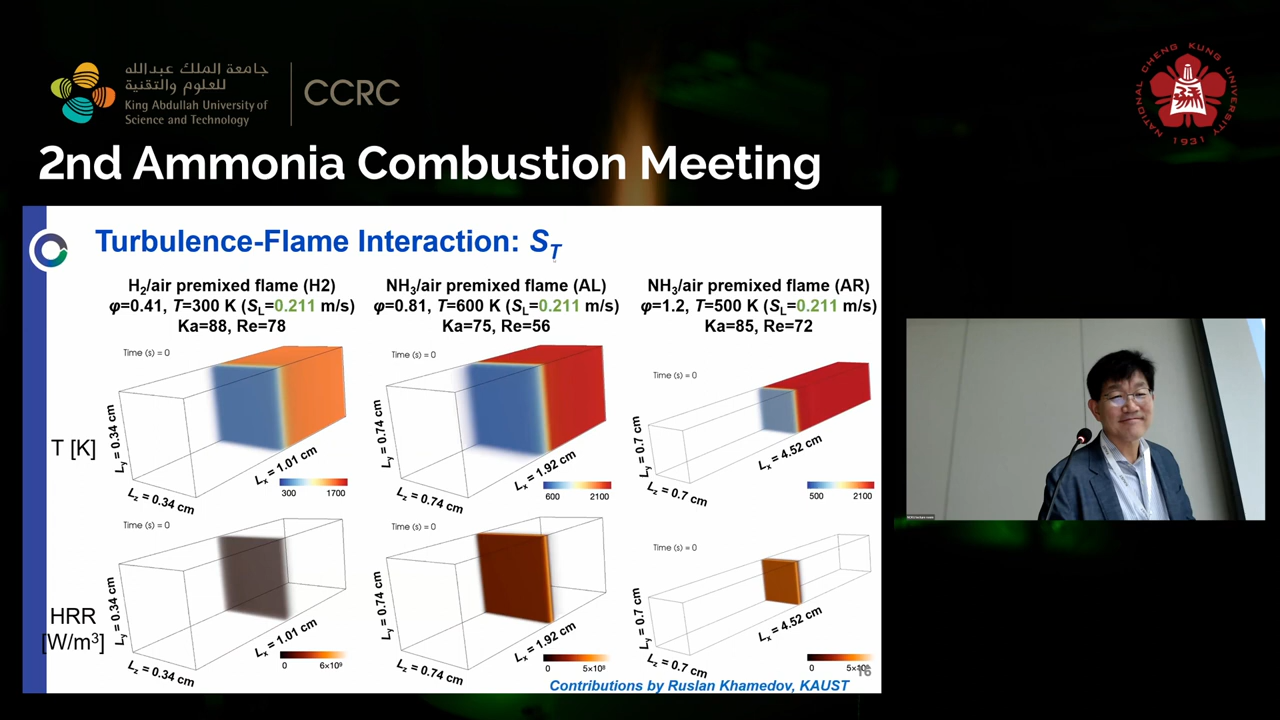 جامعة الملك عبدالله
للعلوم والتقنية
King Abdullah University of
Science and Technology
CCRC
NATIONAL CHENG KUNG UNIVERSITY
1931
2nd Ammonia Combustion Meeting
Turbulence-Flame Interaction: S_T
H₂/air premixed flame (H2)
φ=0.41, T=300 K (S_L=0.211 m/s)
Ka=88, Re=78
NH₃/air premixed flame (AL)
φ=0.81, T=600 K (S_L=0.211 m/s)
Ka=75, Re=56
NH₃/air premixed flame (AR)
φ=1.2, T=500 K (S_L=0.211 m/s)
Ka=85, Re=72
T [K]
Time (s) = 0
L_y = 0.34 cm
L_z = 0.34 cm
L_x = 1.01 cm
300 1700
Time (s) = 0
L_y = 0.74 cm
L_z = 0.74 cm
L_x = 1.92 cm
600 2100
Time (s) = 0
L_y = 0.7 cm
L_z = 0.7 cm
L_x = 4.52 cm
500 2100
HRR
[W/m³]
Time (s) = 0
L_y = 0.34 cm
L_z = 0.34 cm
L_x = 1.01 cm
0 6×10⁹
Time (s) = 0
L_y = 0.74 cm
L_z = 0.74 cm
L_x = 1.92 cm
0 5×10⁹
Time (s) = 0
L_y = 0.7 cm
L_z = 0.7 cm
L_x = 4.52 cm
0
16
Contributions by Ruslan Khamedov, KAUST